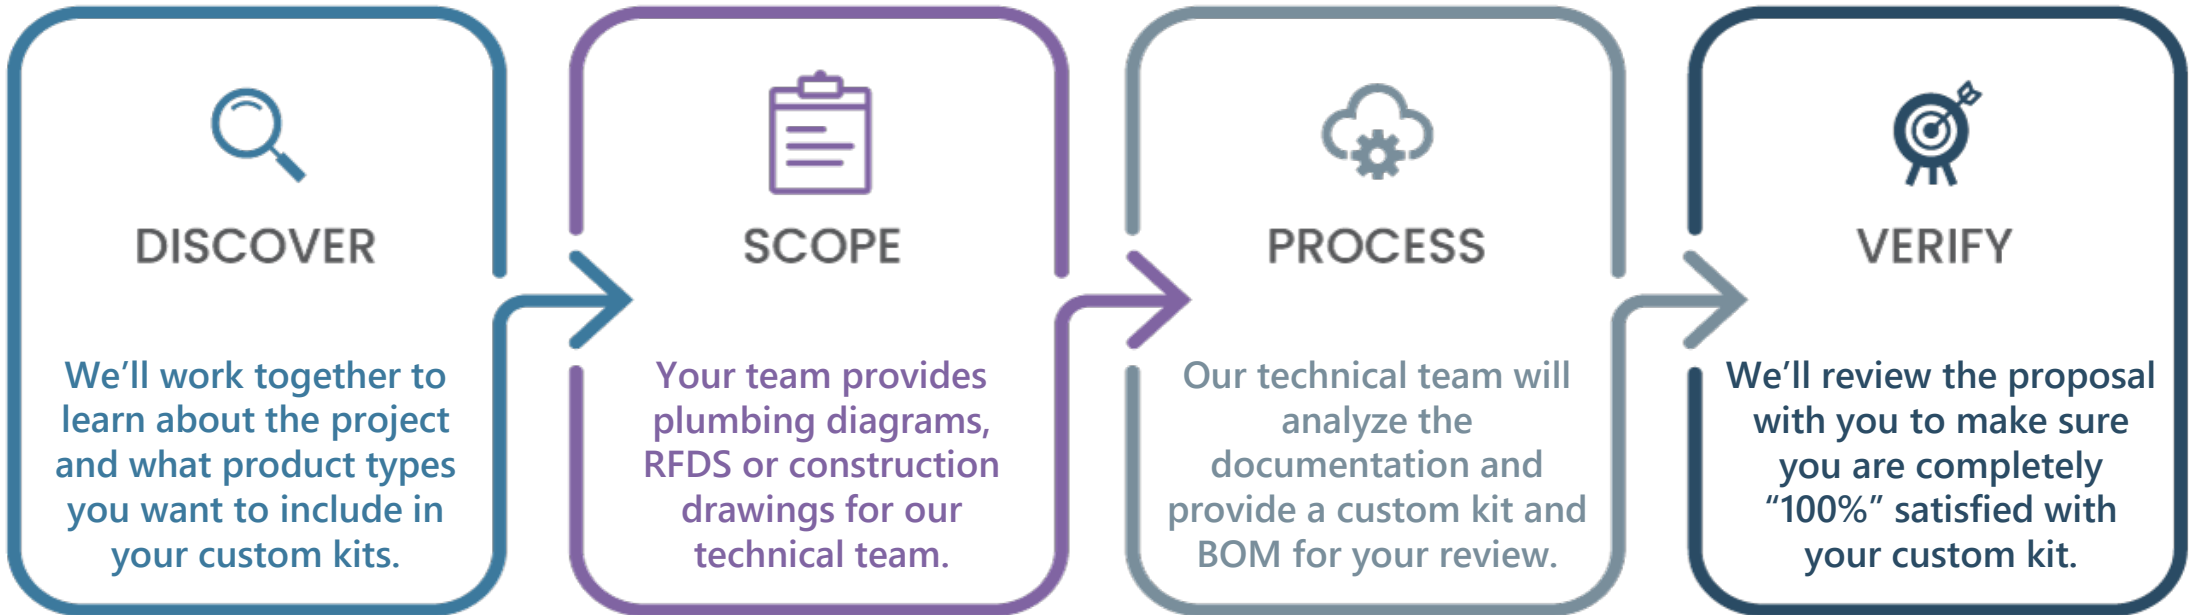 DISCOVER
We’ll work together to
learn about the project
and what product types
you want to include in
your custom kits.
SCOPE
Your team provides
plumbing diagrams,
RFDS or construction
drawings for our
technical team.
PROCESS
Our technical team will
analyze the
documentation and
provide a custom kit and
BOM for your review.
VERIFY
We’ll review the proposal
with you to make sure
you are completely
“100%” satisfied with
your custom kit.